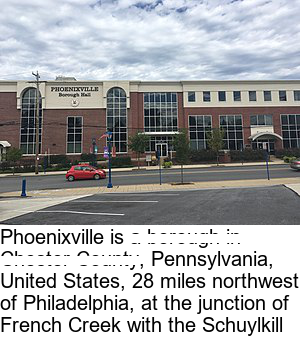 PHOENIXVILLE
Borough Hall
Phoenixville is a borough in
Chester County, Pennsylvania,
United States, 28 miles northwest
of Philadelphia, at the junction of
French Creek with the Schuylkill